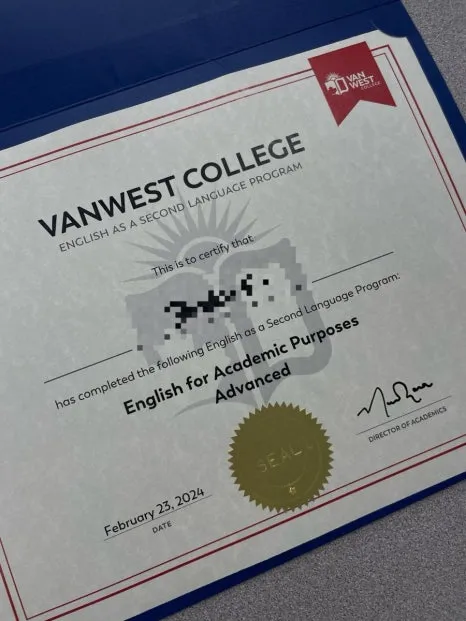 VAN
WEST
COLLEGE
VANWEST COLLEGE
ENGLISH AS A SECOND LANGUAGE PROGRAM
This is to certify that
has completed the following English as a Second Language Program:
English for Academic Purposes
Advanced
SEAL
DIRECTOR OF ACADEMICS
February 23, 2024
DATE